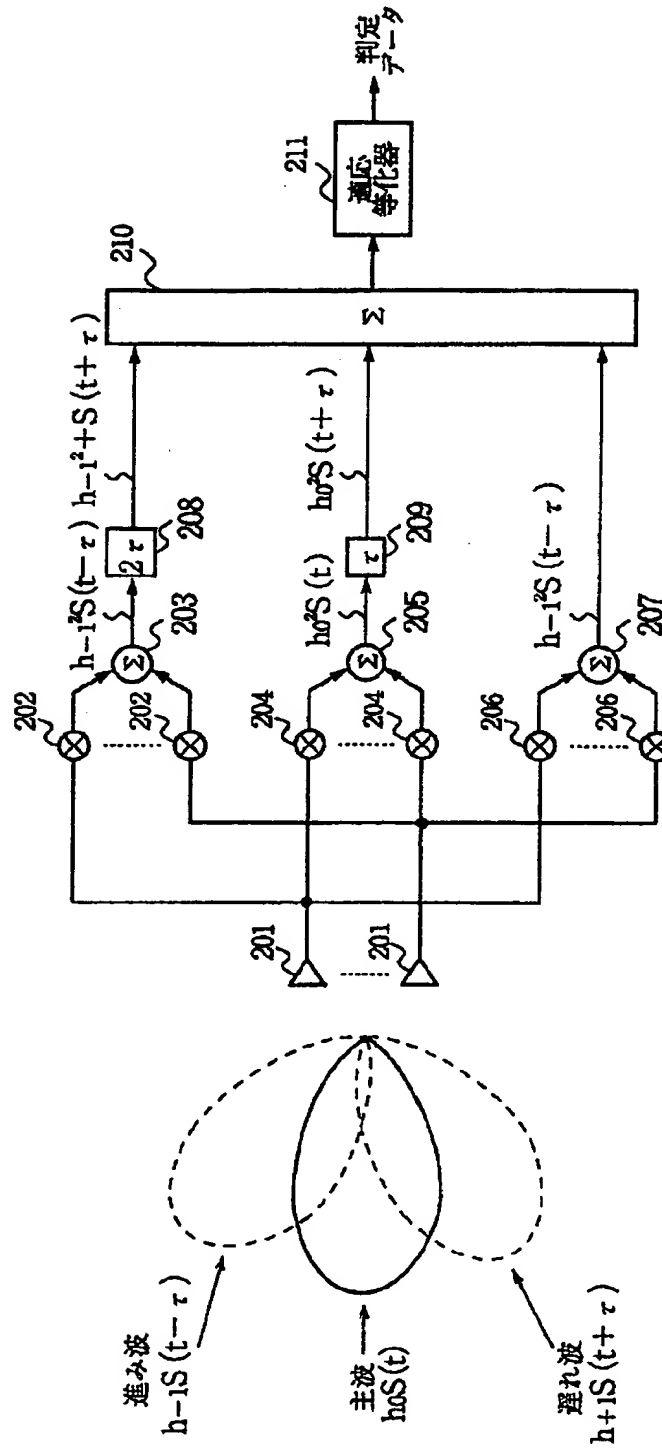 進み波
h-1S(t-τ)
主波
h0S(t)
遅れ波
h+1S(t+τ)
201
201
202
202
204
204
206
206
h-1²S(t-τ)
203
2τ
208
h-1²+S(t+τ)
h0²S(t)
205
τ
209
h0²S(t+τ)
207
h-1²S(t-τ)
Σ
Σ
Σ
Σ
210
211
適応
等化器
判定
データ